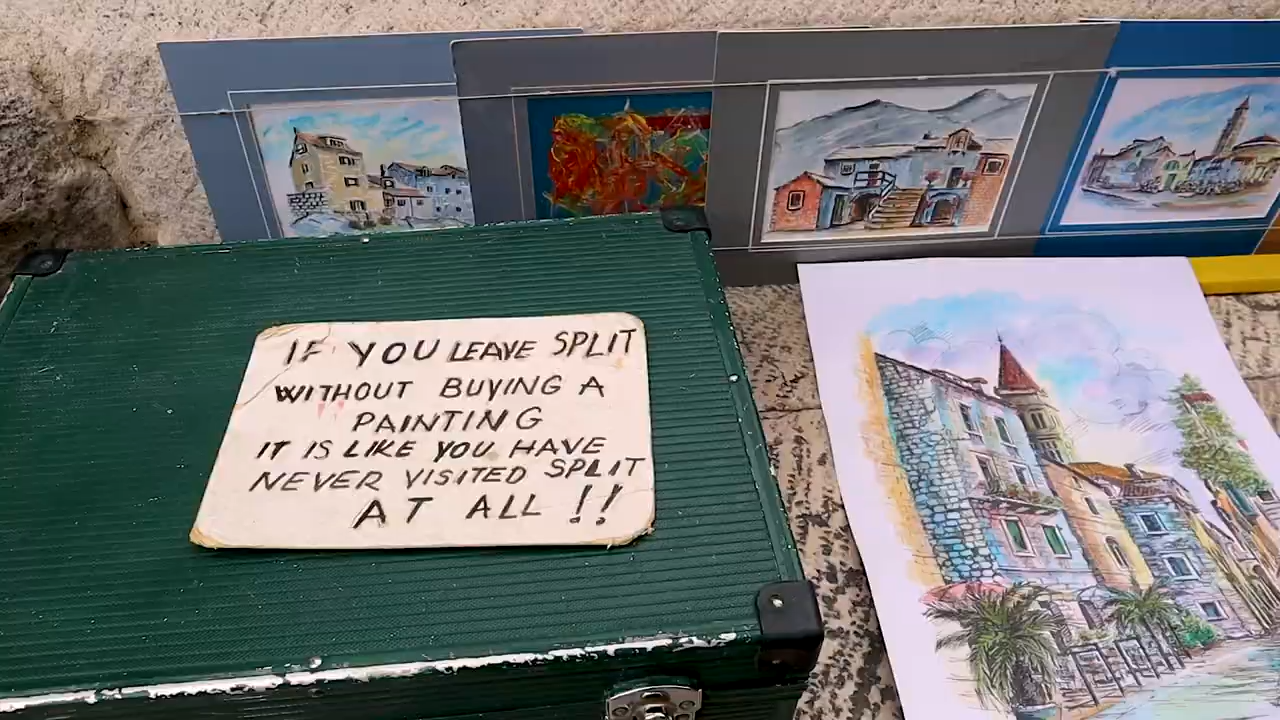 IF YOU LEAVE SPLIT
WITHOUT BUYING A
PAINTING
IT IS LIKE YOU HAVE
NEVER VISITED SPLIT
AT ALL !!